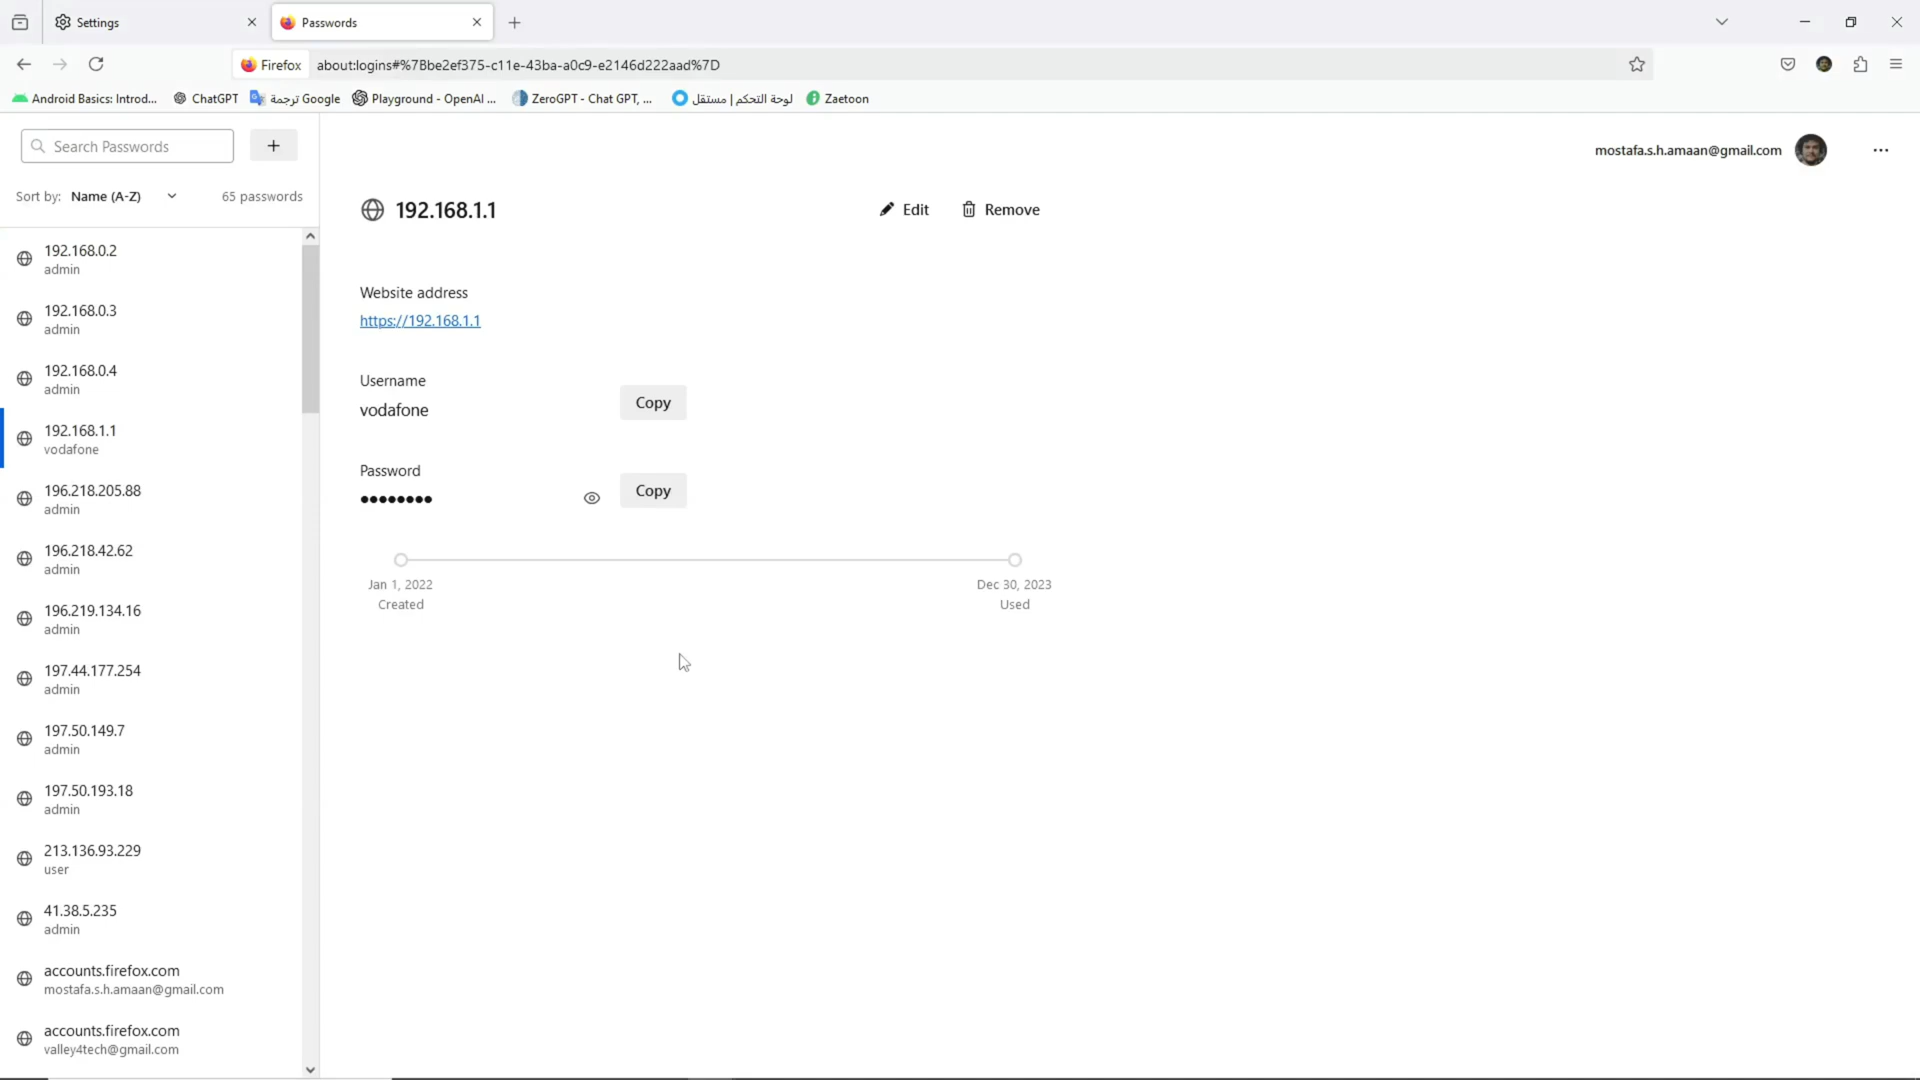 Settings
Passwords
Firefox
about:logins#%7Bbe2ef375-c11e-43ba-a0c9-e2146d222aad%7D
Android Basics: Introd...
ChatGPT
ترجمة Google
Playground - OpenAI ...
ZeroGPT - Chat GPT, ...
لوحة التحكم | مستقل
Zaetoon
Search Passwords
+
mostafa.s.h.amaan@gmail.com
Sort by: Name (A-Z)
65 passwords
192.168.0.2
admin
192.168.0.3
admin
192.168.0.4
admin
192.168.1.1
vodafone
196.218.205.88
admin
196.218.42.62
admin
196.219.134.16
admin
197.44.177.254
admin
197.50.149.7
admin
197.50.193.18
admin
213.136.93.229
user
41.38.5.235
admin
accounts.firefox.com
mostafa.s.h.amaan@gmail.com
accounts.firefox.com
valley4tech@gmail.com
192.168.1.1
Edit
Remove
Website address
https://192.168.1.1
Username
vodafone
Copy
Password
••••••••
Copy
Jan 1, 2022
Created
Dec 30, 2023
Used